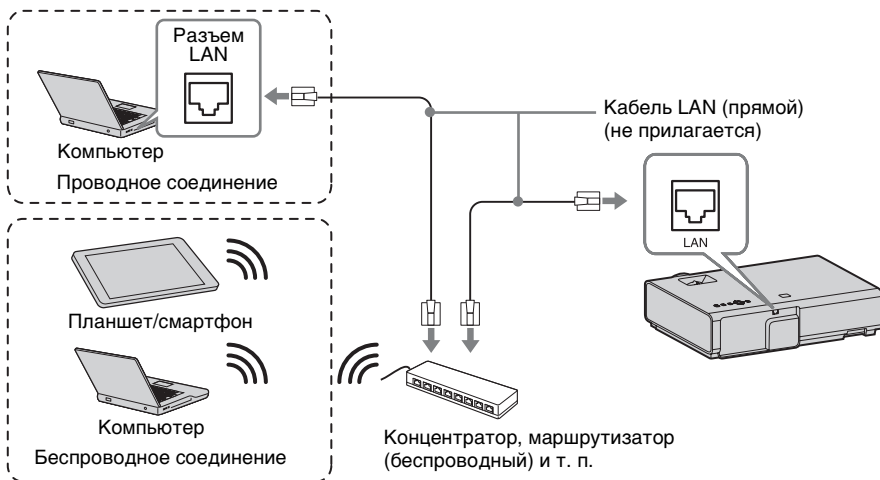 Разъем
LAN
Компьютер
Проводное соединение
Кабель LAN (прямой)
(не прилагается)
LAN
Планшет/смартфон
Компьютер
Беспроводное соединение
Концентратор, маршрутизатор
(беспроводный) и т. п.